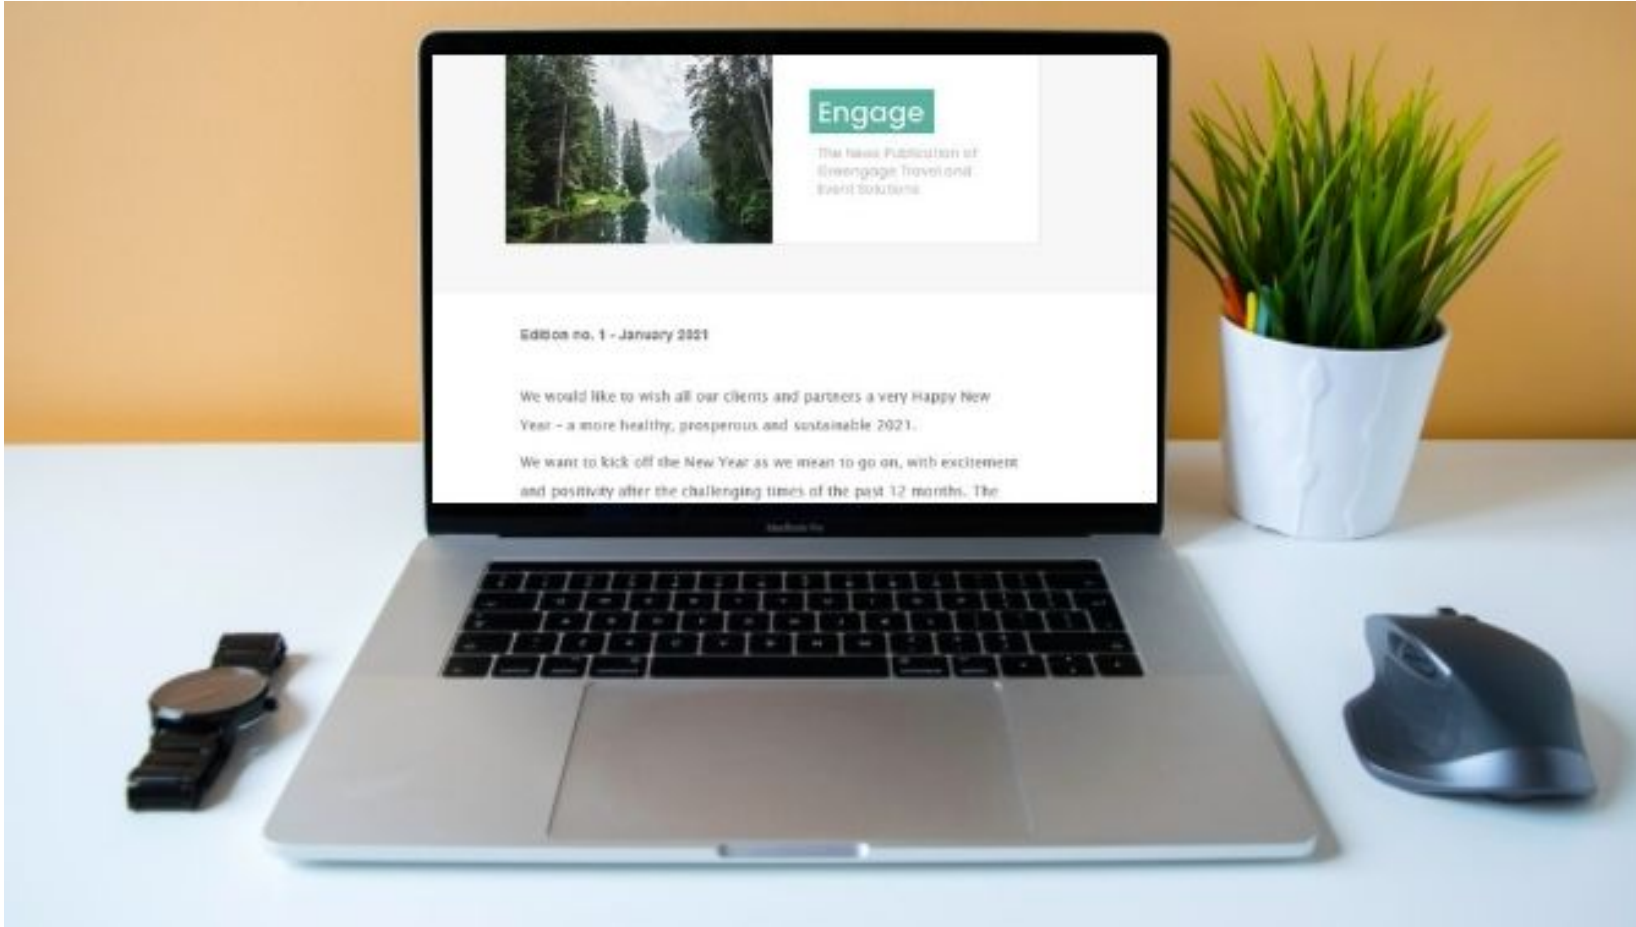 Engage
The News Publication of
Greengage Travel and
Event Solutions
Edition no. 1 - January 2021
We would like to wish all our clients and partners a very Happy New
Year – a more healthy, prosperous and sustainable 2021.
We want to kick off the New Year as we mean to go on, with excitement
and positivity after the challenging times of the past 12 months. The
MacBook Pro